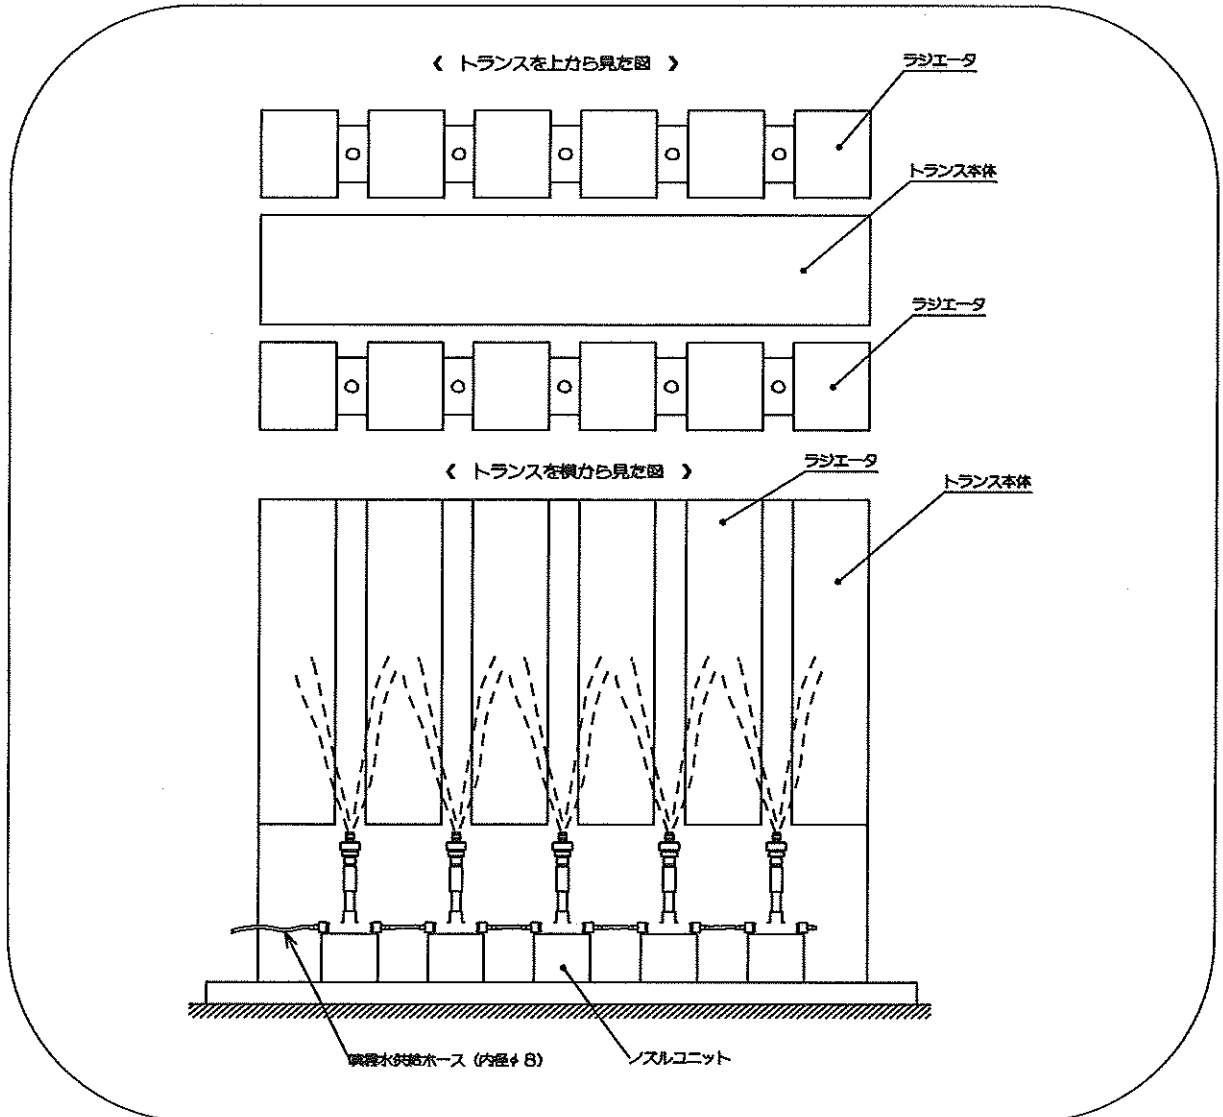 《 トランスを上から見た図 》
ラジエータ
トランス本体
ラジエータ
《 トランスを横から見た図 》
ラジエータ
トランス本体
噴霧水供給ホース (内径φ8)
ノズルユニット